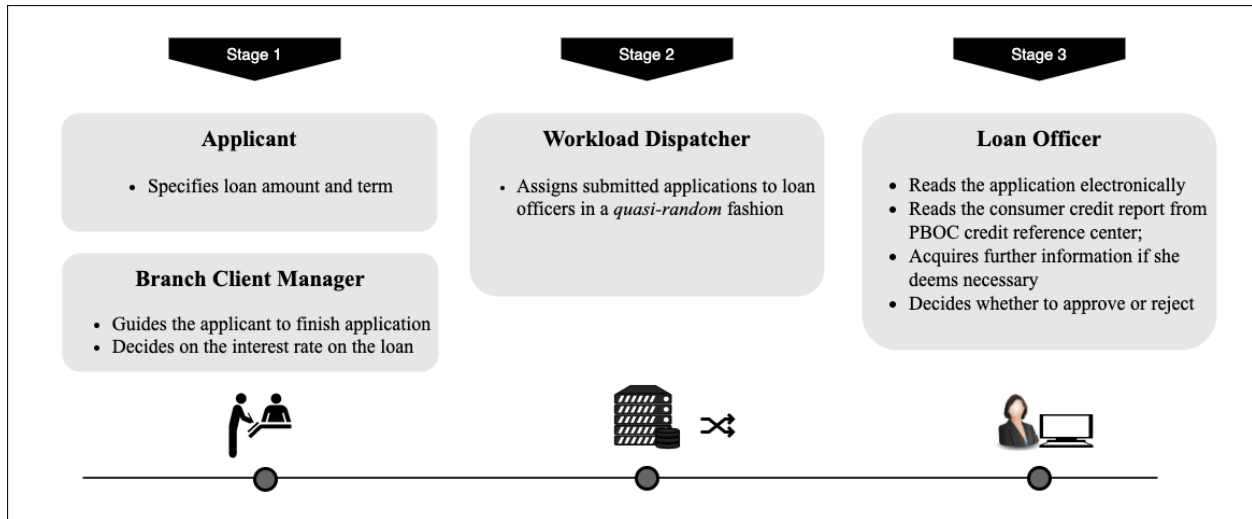 Stage 1
Applicant
• Specifies loan amount and term
Branch Client Manager
• Guides the applicant to finish application
• Decides on the interest rate on the loan
Stage 2
Workload Dispatcher
• Assigns submitted applications to loan
officers in a quasi-random fashion
Stage 3
Loan Officer
• Reads the application electronically
• Reads the consumer credit report from
PBOC credit reference center;
• Acquires further information if she
deems necessary
• Decides whether to approve or reject